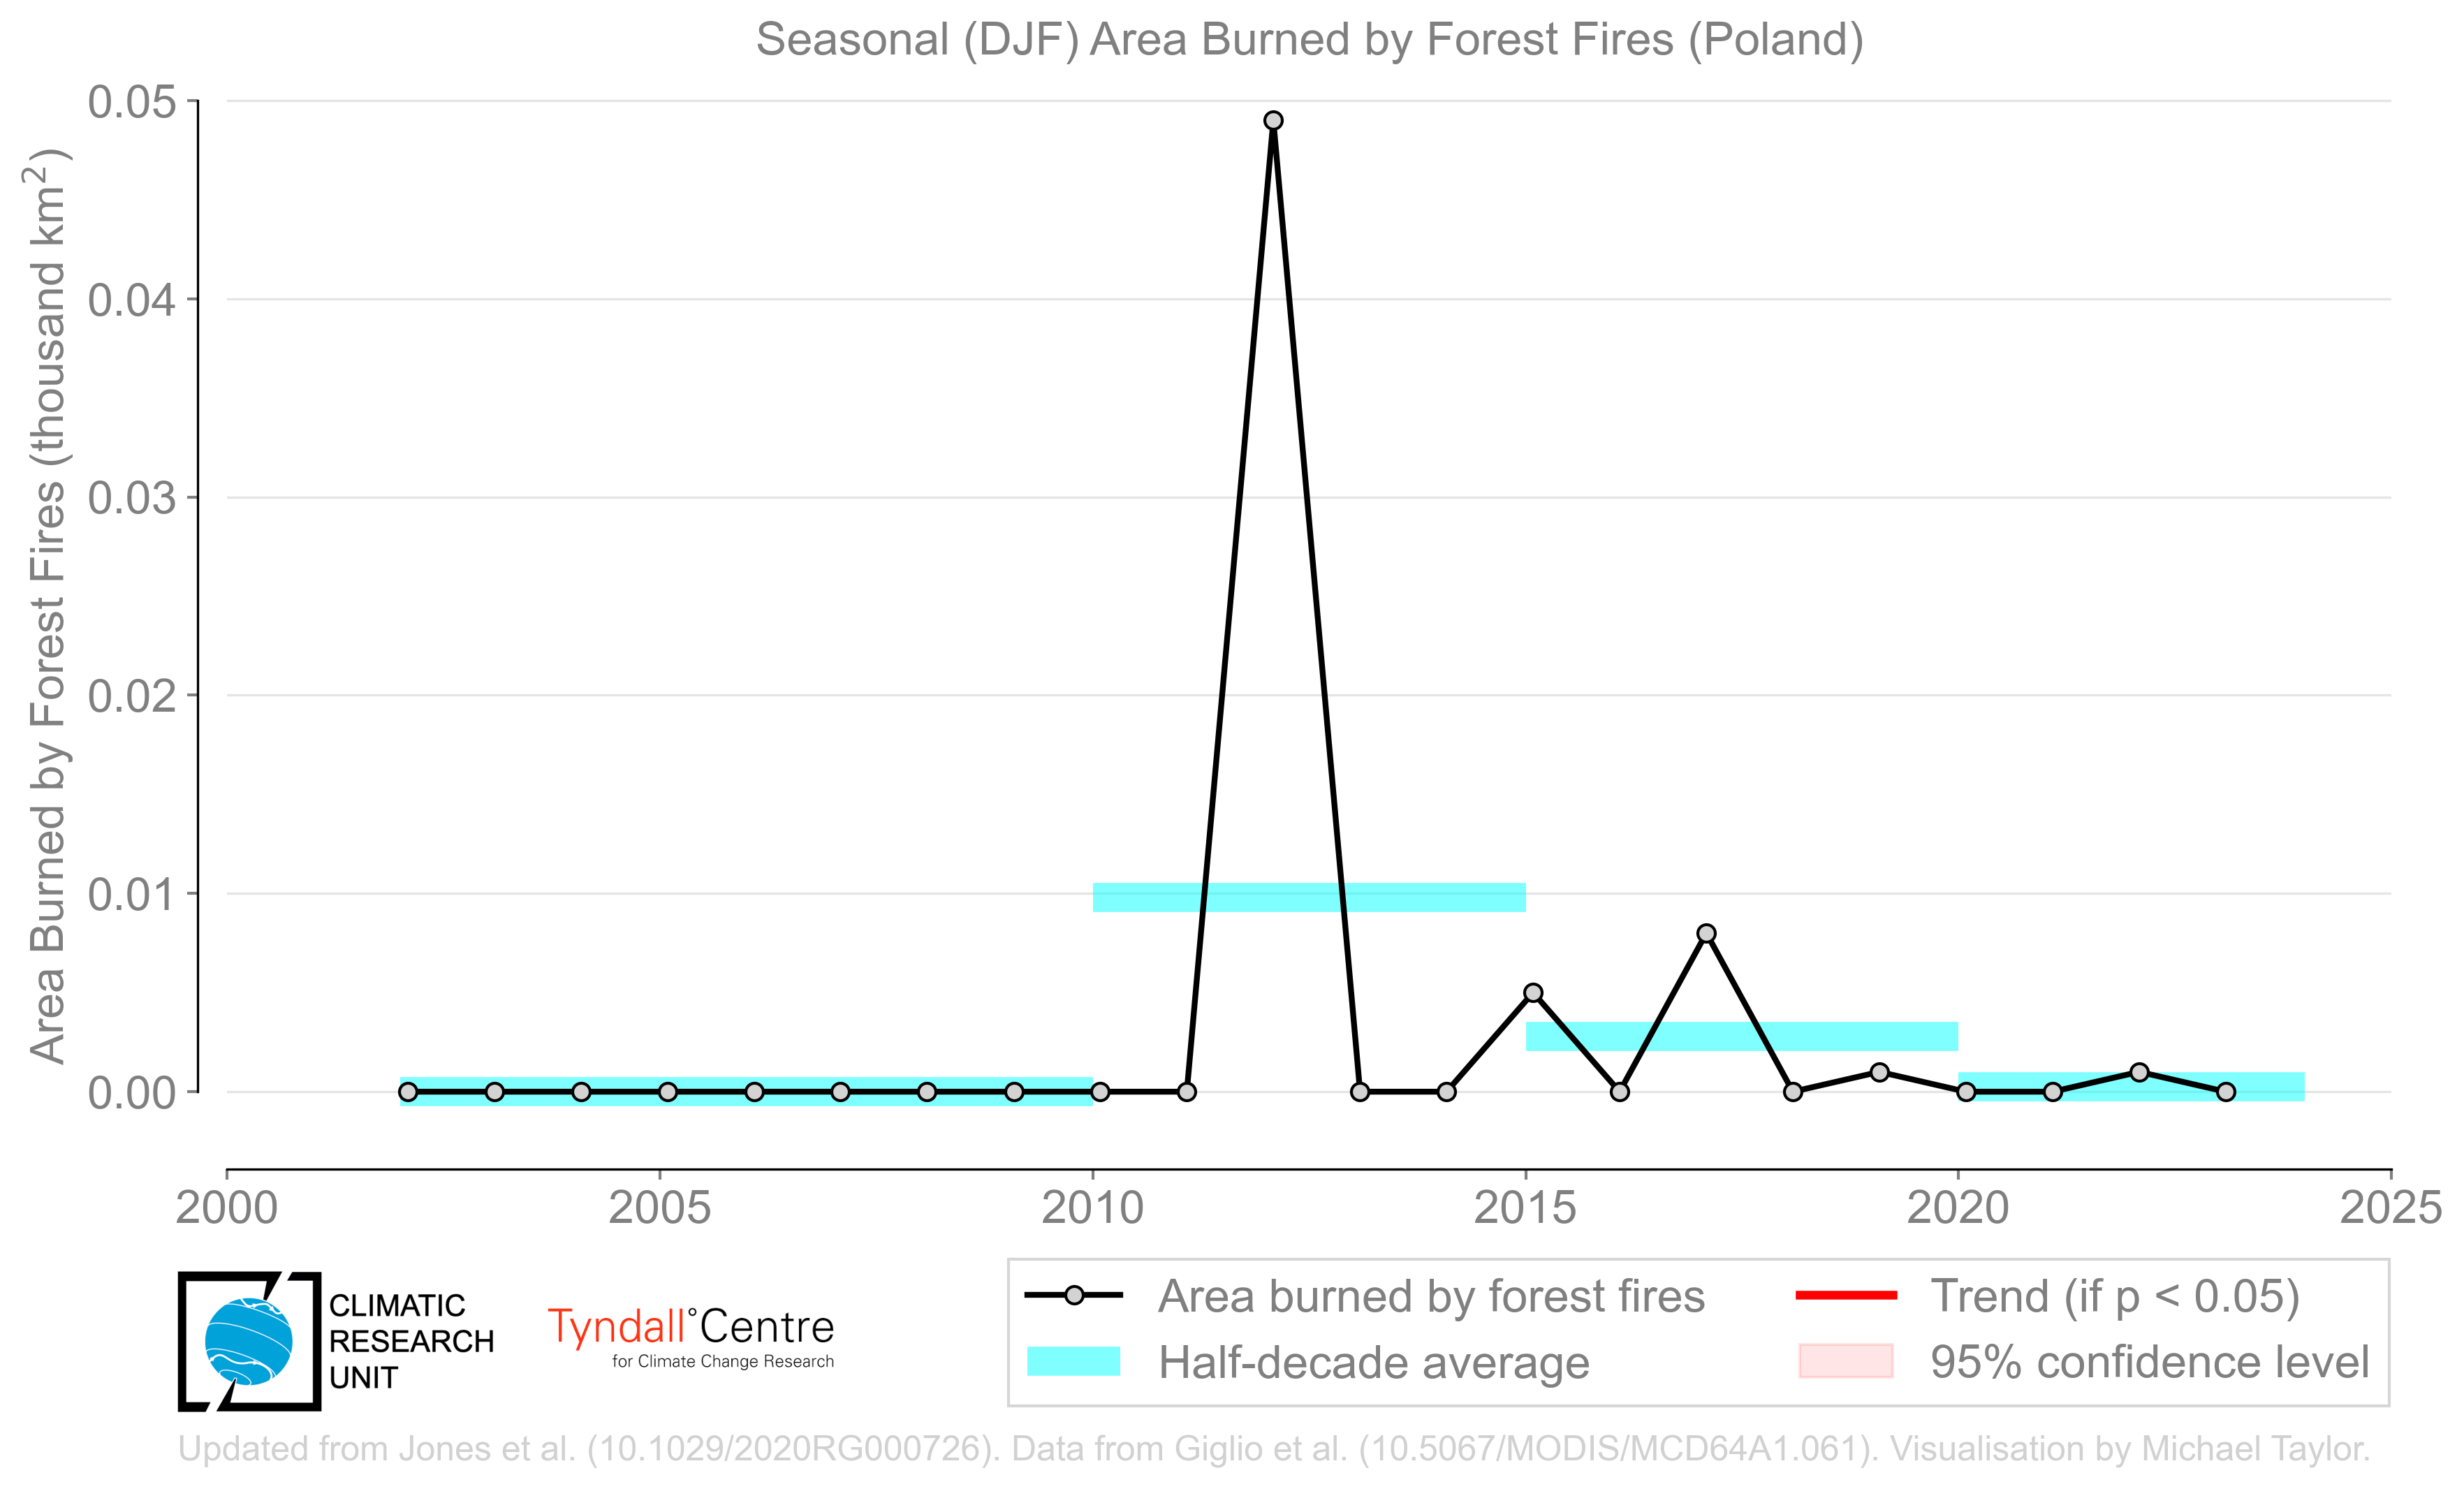 Seasonal (DJF) Area Burned by Forest Fires (Poland)
Area Burned by Forest Fires (thousand km²)
0.05
0.04
0.03
0.02
0.01
0.00
2000 2005 2010 2015 2020 2025
CLIMATIC
RESEARCH
UNIT
Tyndall°Centre
for Climate Change Research
Area burned by forest fires
Half-decade average
Trend (if p < 0.05)
95% confidence level
Updated from Jones et al. (10.1029/2020RG000726). Data from Giglio et al. (10.5067/MODIS/MCD64A1.061). Visualisation by Michael Taylor.